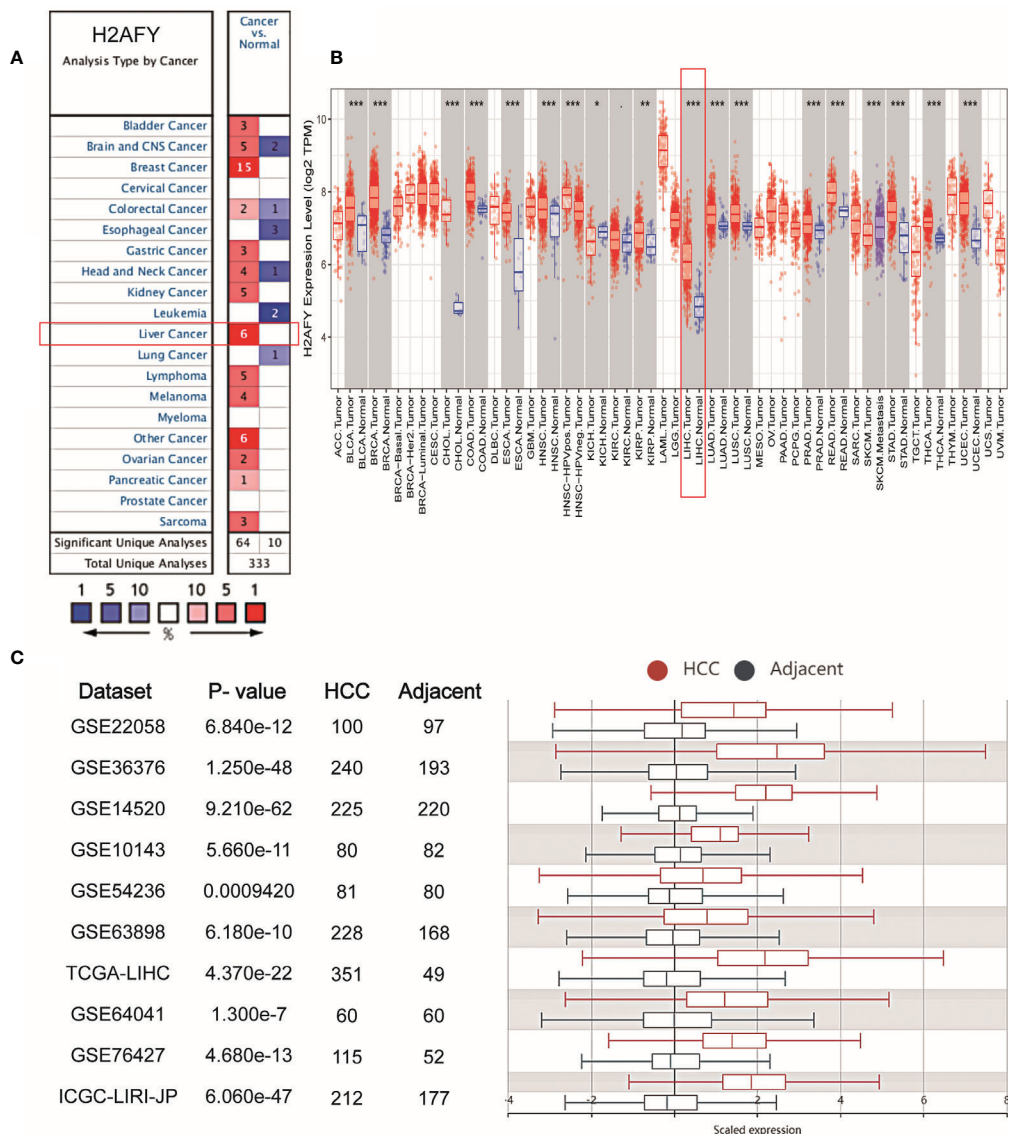 A
H2AFY
Analysis Type by Cancer
Cancer
vs.
Normal
Bladder Cancer 3
Brain and CNS Cancer 5 2
Breast Cancer 15
Cervical Cancer
Colorectal Cancer 2 1
Esophageal Cancer 3
Gastric Cancer 3
Head and Neck Cancer 4 1
Kidney Cancer 5
Leukemia 2
Liver Cancer 6
Lung Cancer 1
Lymphoma 5
Melanoma 4
Myeloma
Other Cancer 6
Ovarian Cancer 2
Pancreatic Cancer 1
Prostate Cancer
Sarcoma 3
Significant Unique Analyses 64 10
Total Unique Analyses 333
1 5 10 10 5 1
%
B
H2AFY Expression Level (log2 TPM)
10
8
6
4
*** *** *** *** *** *** *** * . ** *** *** *** *** *** *** *** *** ***
ACC.Tumor
BLCA.Tumor
BLCA.Normal
BRCA.Tumor
BRCA.Normal
BRCA-Basal.Tumor
BRCA-Her2.Tumor
BRCA-Luminal.Tumor
CESC.Tumor
CHOL.Tumor
CHOL.Normal
COAD.Tumor
COAD.Normal
DLBC.Tumor
ESCA.Tumor
ESCA.Normal
GBM.Tumor
HNSC.Tumor
HNSC.Normal
HNSC-HPVpos.Tumor
HNSC-HPVneg.Tumor
KICH.Tumor
KICH.Normal
KIRC.Tumor
KIRC.Normal
KIRP.Tumor
KIRP.Normal
LAML.Tumor
LGG.Tumor
LIHC.Tumor
LIHC.Normal
LUAD.Tumor
LUAD.Normal
LUSC.Tumor
LUSC.Normal
MESO.Tumor
OV.Tumor
PAAD.Tumor
PCPG.Tumor
PRAD.Tumor
PRAD.Normal
READ.Tumor
READ.Normal
SARC.Tumor
SKCM.Tumor
SKCM.Metastasis
STAD.Tumor
STAD.Normal
TGCT.Tumor
THCA.Tumor
THCA.Normal
THYM.Tumor
UCEC.Tumor
UCEC.Normal
UCS.Tumor
UVM.Tumor
C
HCC Adjacent
Dataset P- value HCC Adjacent
GSE22058 6.840e-12 100 97
GSE36376 1.250e-48 240 193
GSE14520 9.210e-62 225 220
GSE10143 5.660e-11 80 82
GSE54236 0.0009420 81 80
GSE63898 6.180e-10 228 168
TCGA-LIHC 4.370e-22 351 49
GSE64041 1.300e-7 60 60
GSE76427 4.680e-13 115 52
ICGC-LIRI-JP 6.060e-47 212 177
-4 -2 0 2 4 6 8
Scaled expression